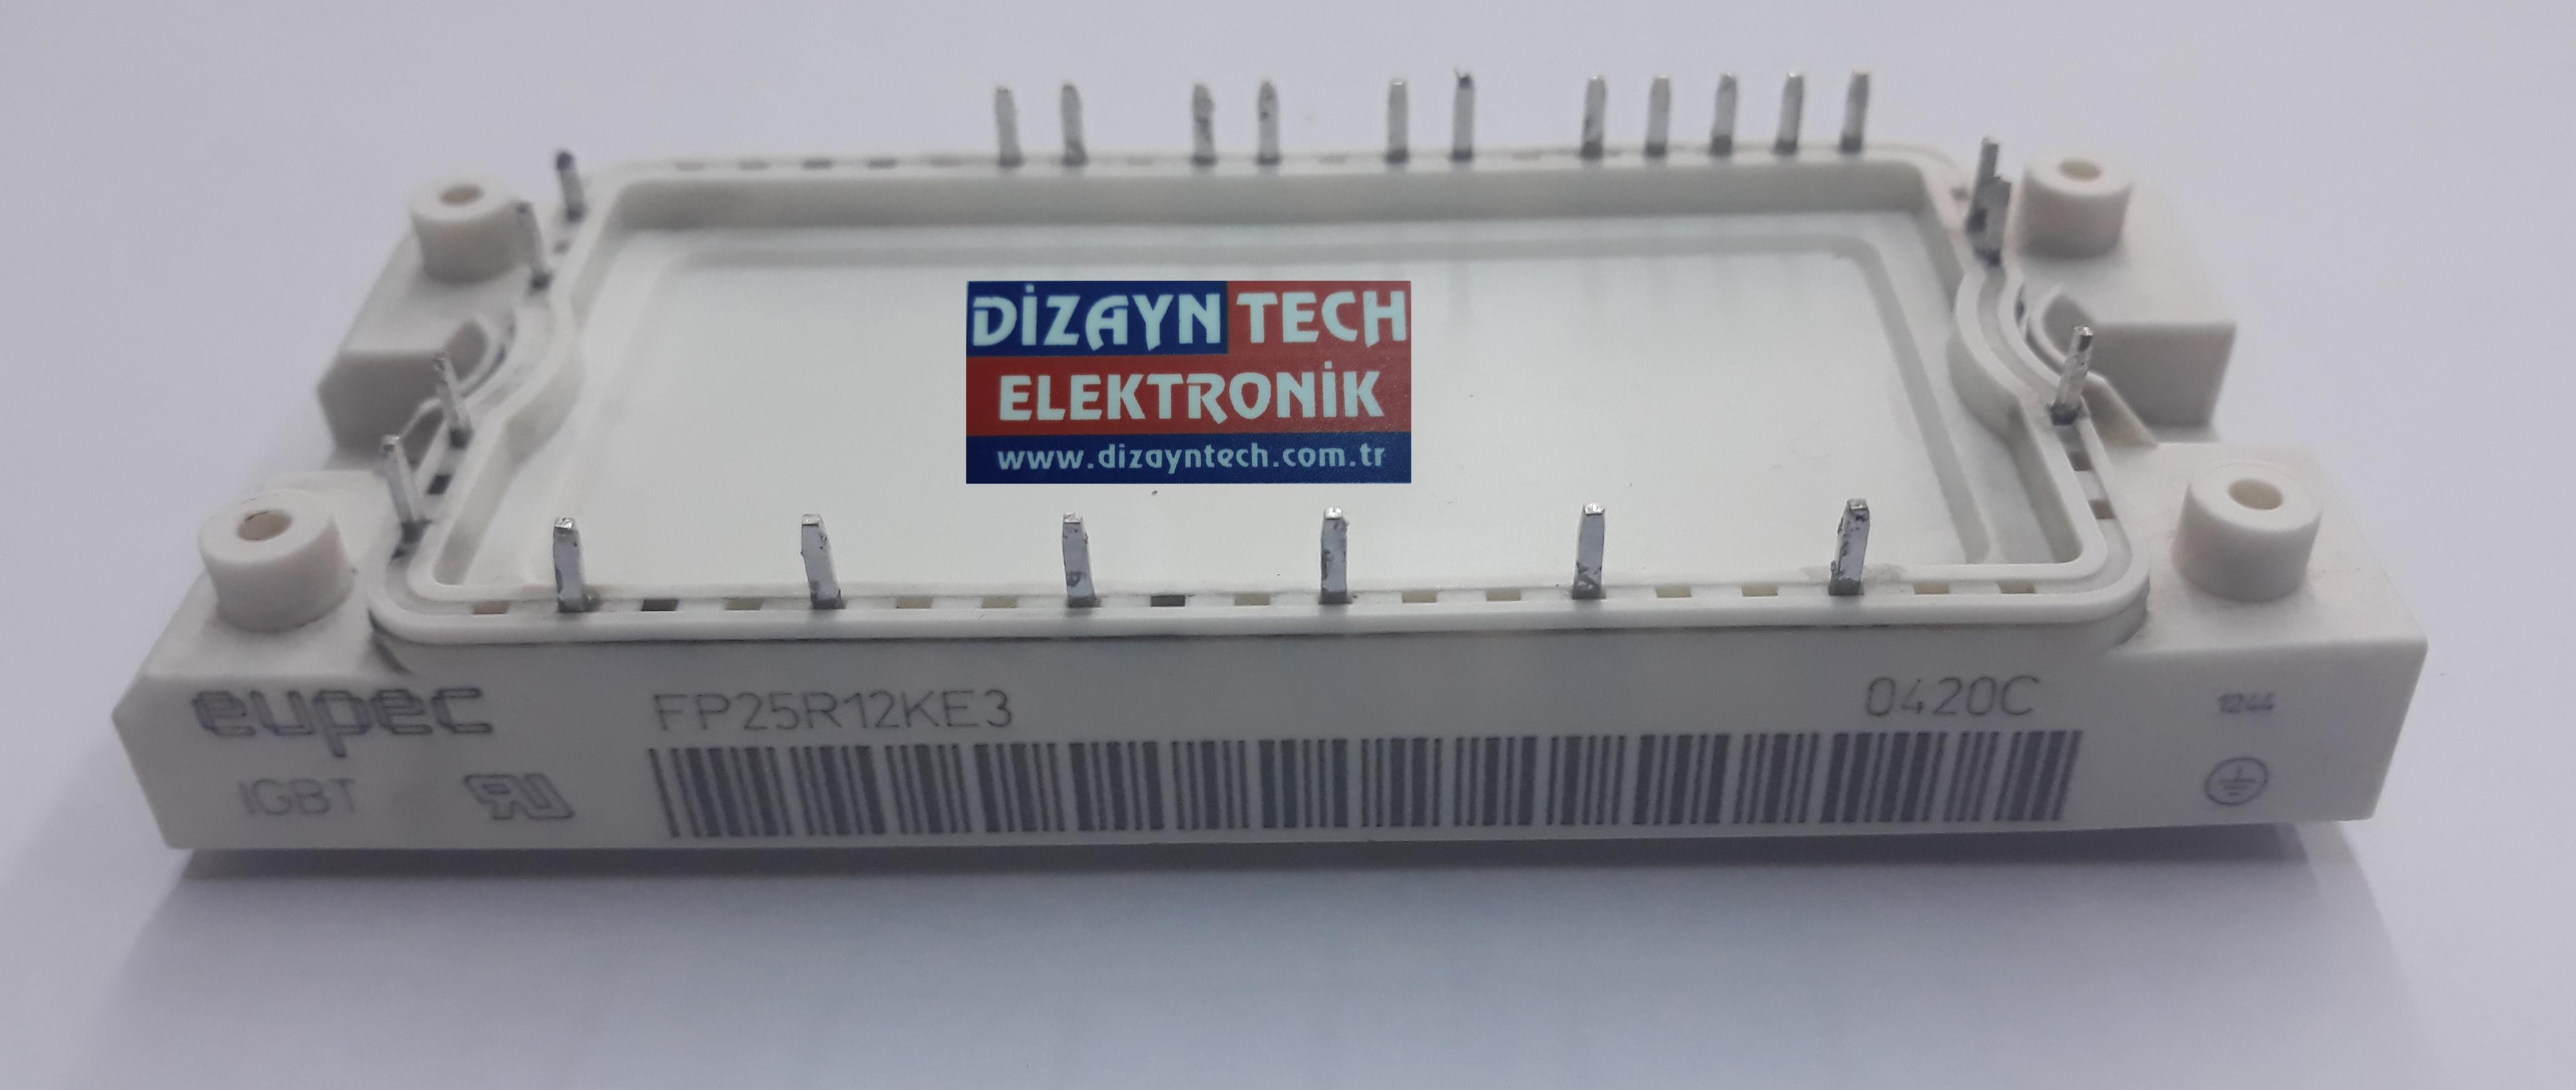 DİZAYN TECH
ELEKTRONİK
www.dizayntech.com.tr
eupec FP25R12KE3 0420C 1244
IGBT